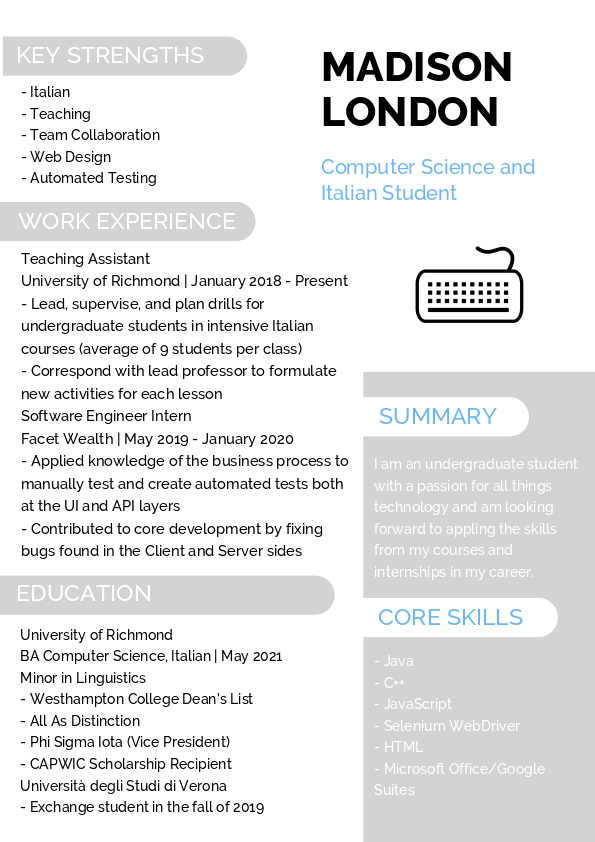 KEY STRENGTHS
- Italian
- Teaching
- Team Collaboration
- Web Design
- Automated Testing
WORK EXPERIENCE
Teaching Assistant
University of Richmond | January 2018 - Present
- Lead, supervise, and plan drills for
undergraduate students in intensive Italian
courses (average of 9 students per class)
- Correspond with lead professor to formulate
new activities for each lesson
Software Engineer Intern
Facet Wealth | May 2019 - January 2020
- Applied knowledge of the business process to
manually test and create automated tests both
at the UI and API layers
- Contributed to core development by fixing
bugs found in the Client and Server sides
EDUCATION
University of Richmond
BA Computer Science, Italian | May 2021
Minor in Linguistics
- Westhampton College Dean's List
- All As Distinction
- Phi Sigma Iota (Vice President)
- CAPWIC Scholarship Recipient
Università degli Studi di Verona
- Exchange student in the fall of 2019
MADISON
LONDON
Computer Science and
Italian Student
SUMMARY
I am an undergraduate student
with a passion for all things
technology and am looking
forward to appling the skills
from my courses and
internships in my career.
CORE SKILLS
- Java
- C++
- JavaScript
- Selenium WebDriver
- HTML
- Microsoft Office/Google
Suites